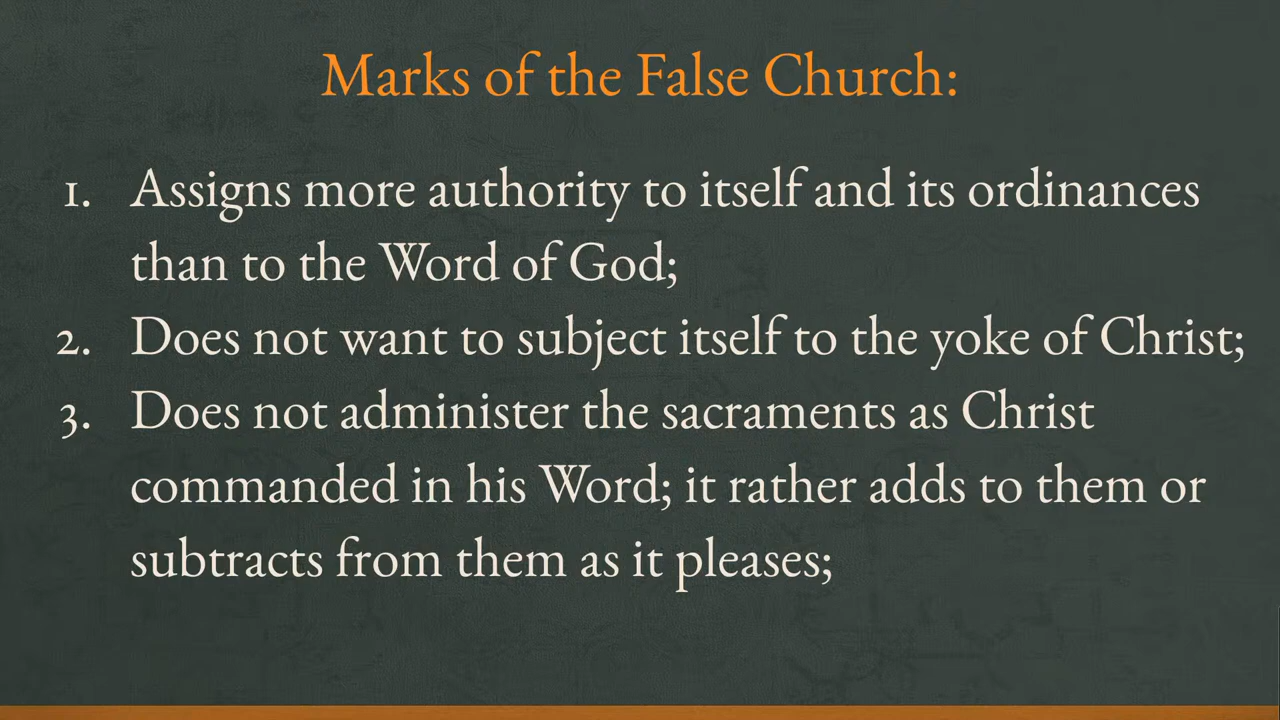 Marks of the False Church:
1. Assigns more authority to itself and its ordinances
than to the Word of God;
2. Does not want to subject itself to the yoke of Christ;
3. Does not administer the sacraments as Christ
commanded in his Word; it rather adds to them or
subtracts from them as it pleases;